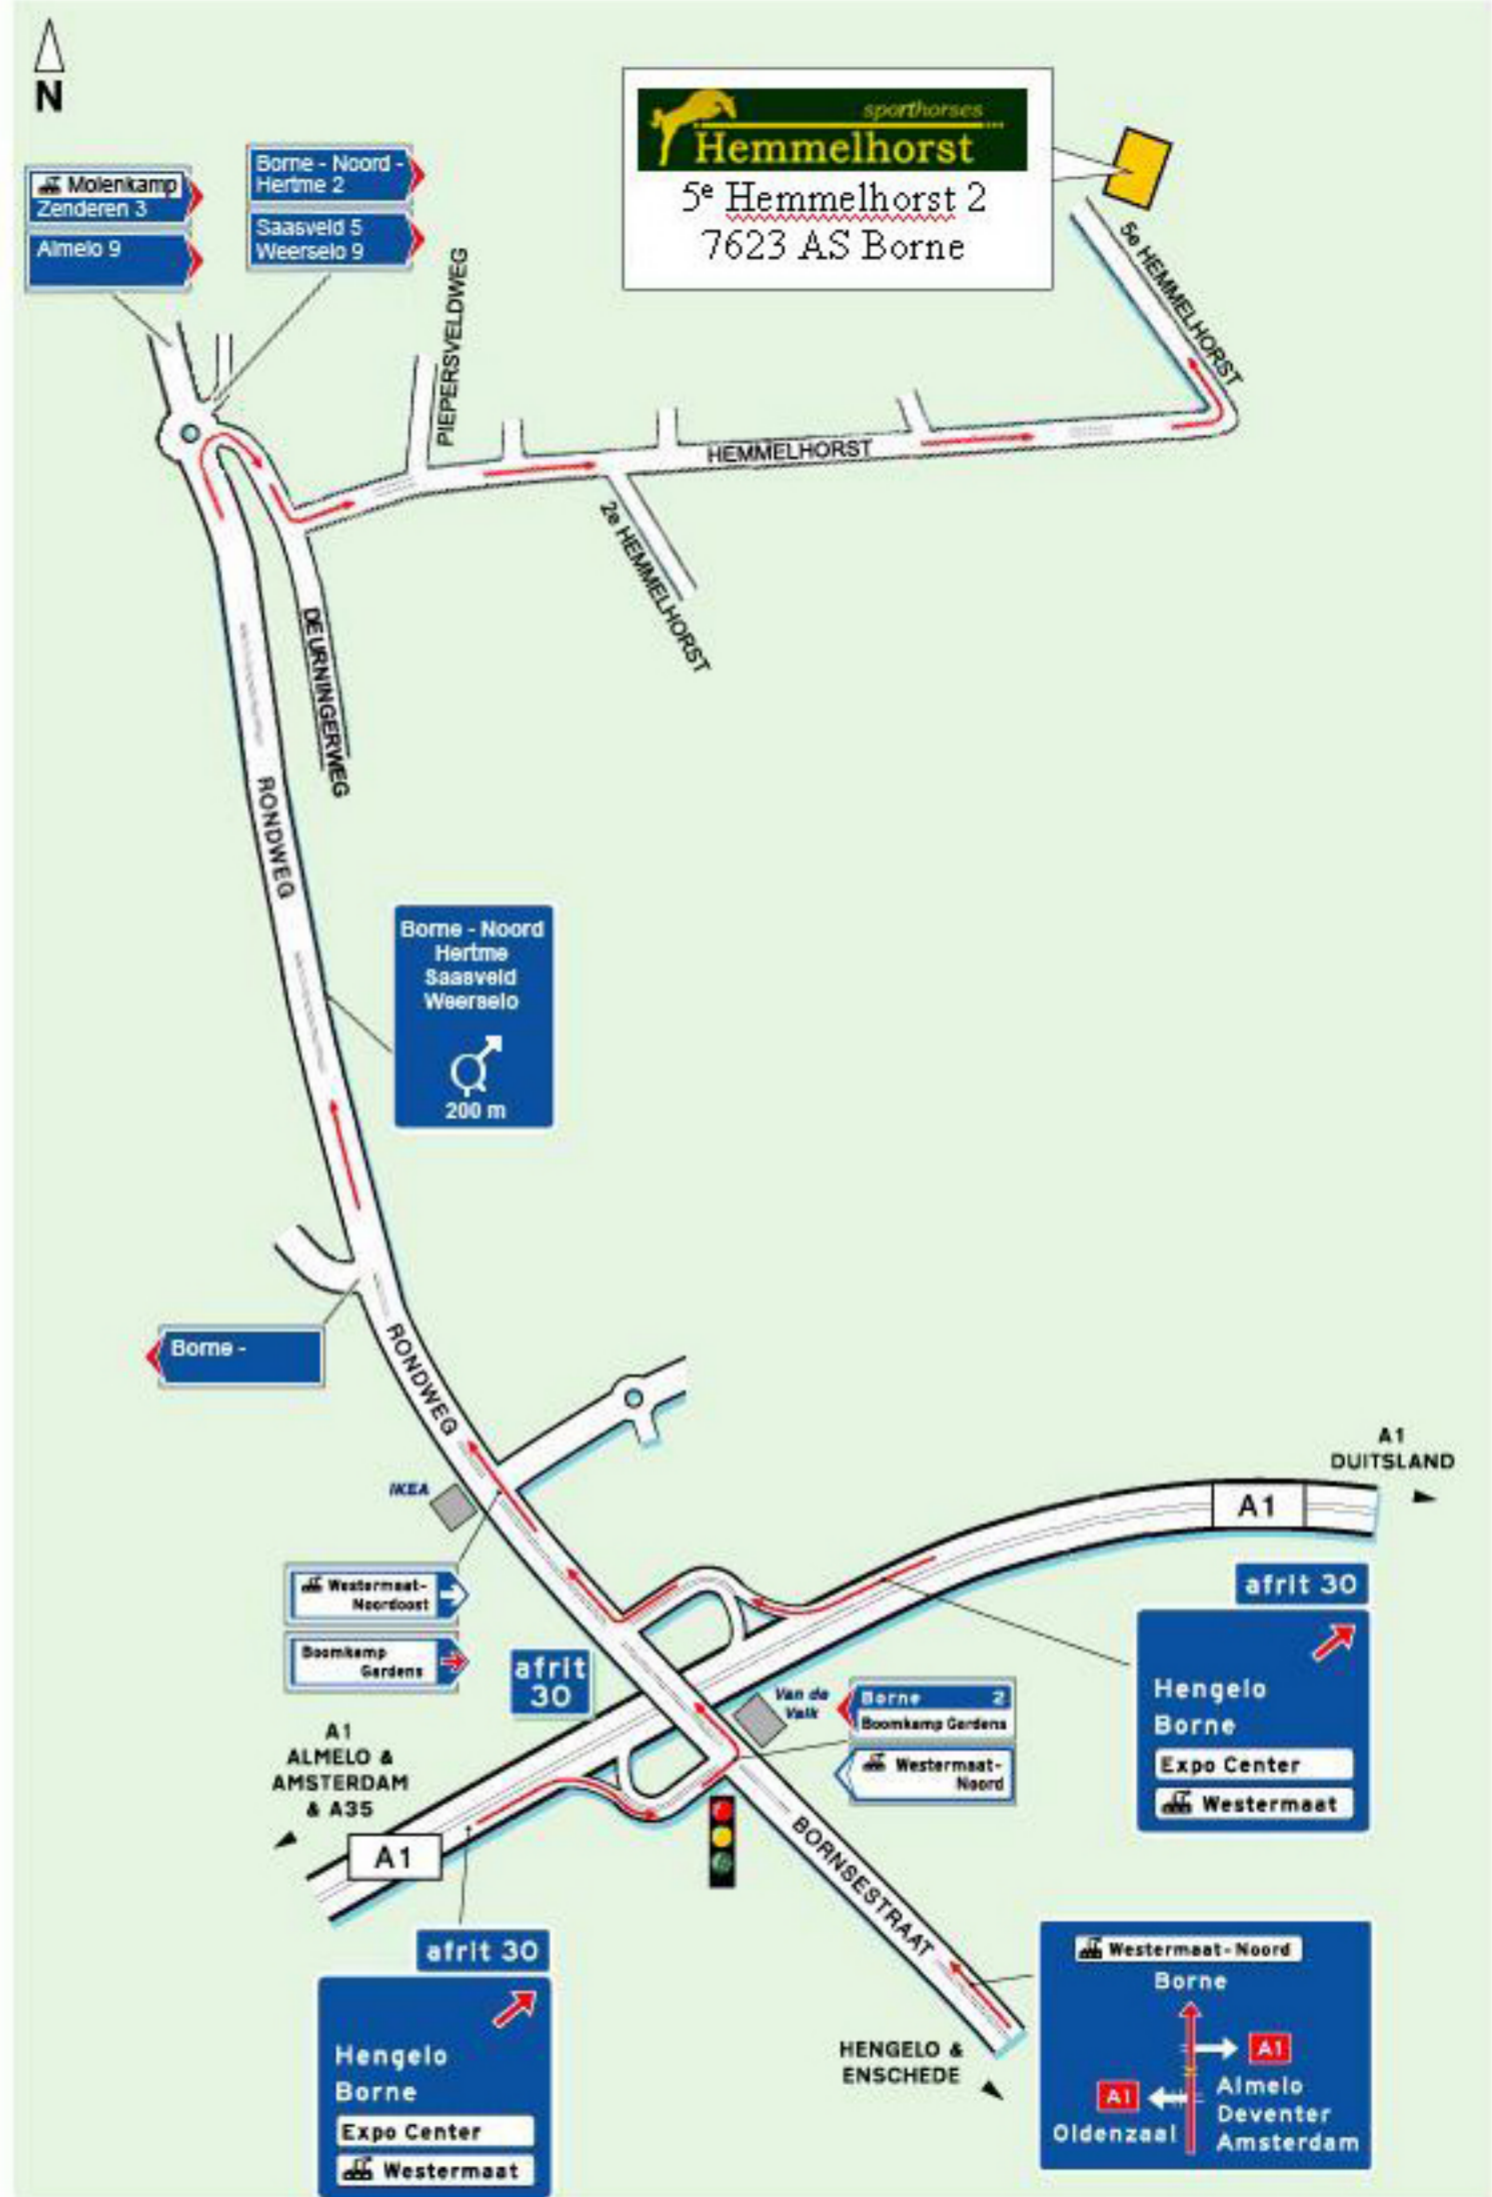 N
sporthorses
Hemmelhorst
5e Hemmelhorst 2
7623 AS Borne
Molenkamp
Zenderen 3
Almelo 9
Borne - Noord -
Hertme 2
Saasveld 5
Weerselo 9
PIEPERSVELDWEG
5e HEMMELHORST
HEMMELHORST
2e HEMMELHORST
DEURNINGERWEG
RONDWEG
Borne - Noord
Hertme
Saasveld
Weerselo
200 m
Borne -
RONDWEG
IKEA
A1
DUITSLAND
A1
Westermaat-
Noordoost
Boomkamp
Gardens
afrit
30
afrit 30
Hengelo
Borne
Expo Center
Westermaat
Van de
Valk
Borne 2
Boomkamp Gardens
Westermaat-
Noord
A1
ALMELO &
AMSTERDAM
& A35
A1
BORNSESTRAAT
afrit 30
Hengelo
Borne
Expo Center
Westermaat
HENGELO &
ENSCHEDE
Westermaat-Noord
Borne
A1
A1
Almelo
Deventer
Amsterdam
Oldenzaal